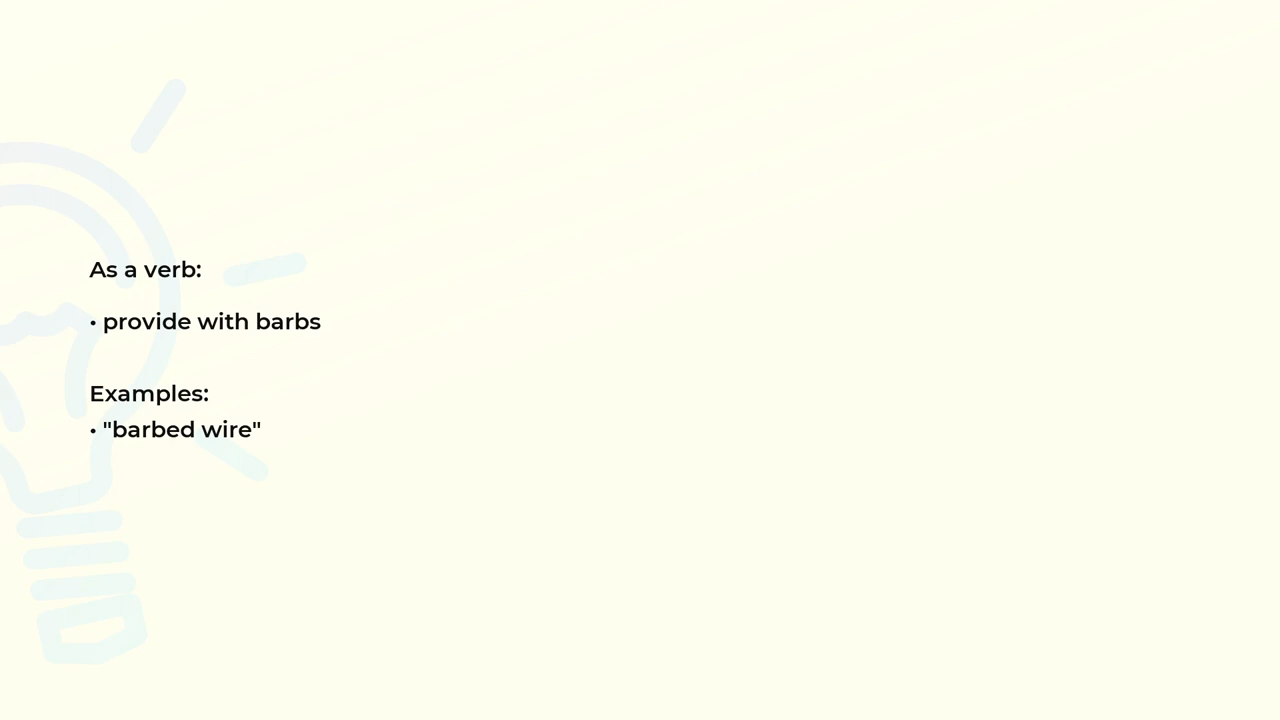 As a verb:
• provide with barbs
Examples:
• "barbed wire"